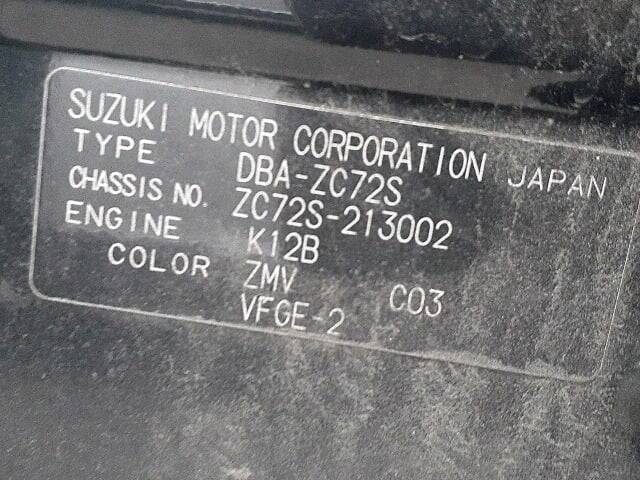 SUZUKI MOTOR CORPORATION JAPAN
TYPE DBA-ZC72S
CHASSIS NO. ZC72S-213002
ENGINE K12B
COLOR ZMV C03
VFGE-2